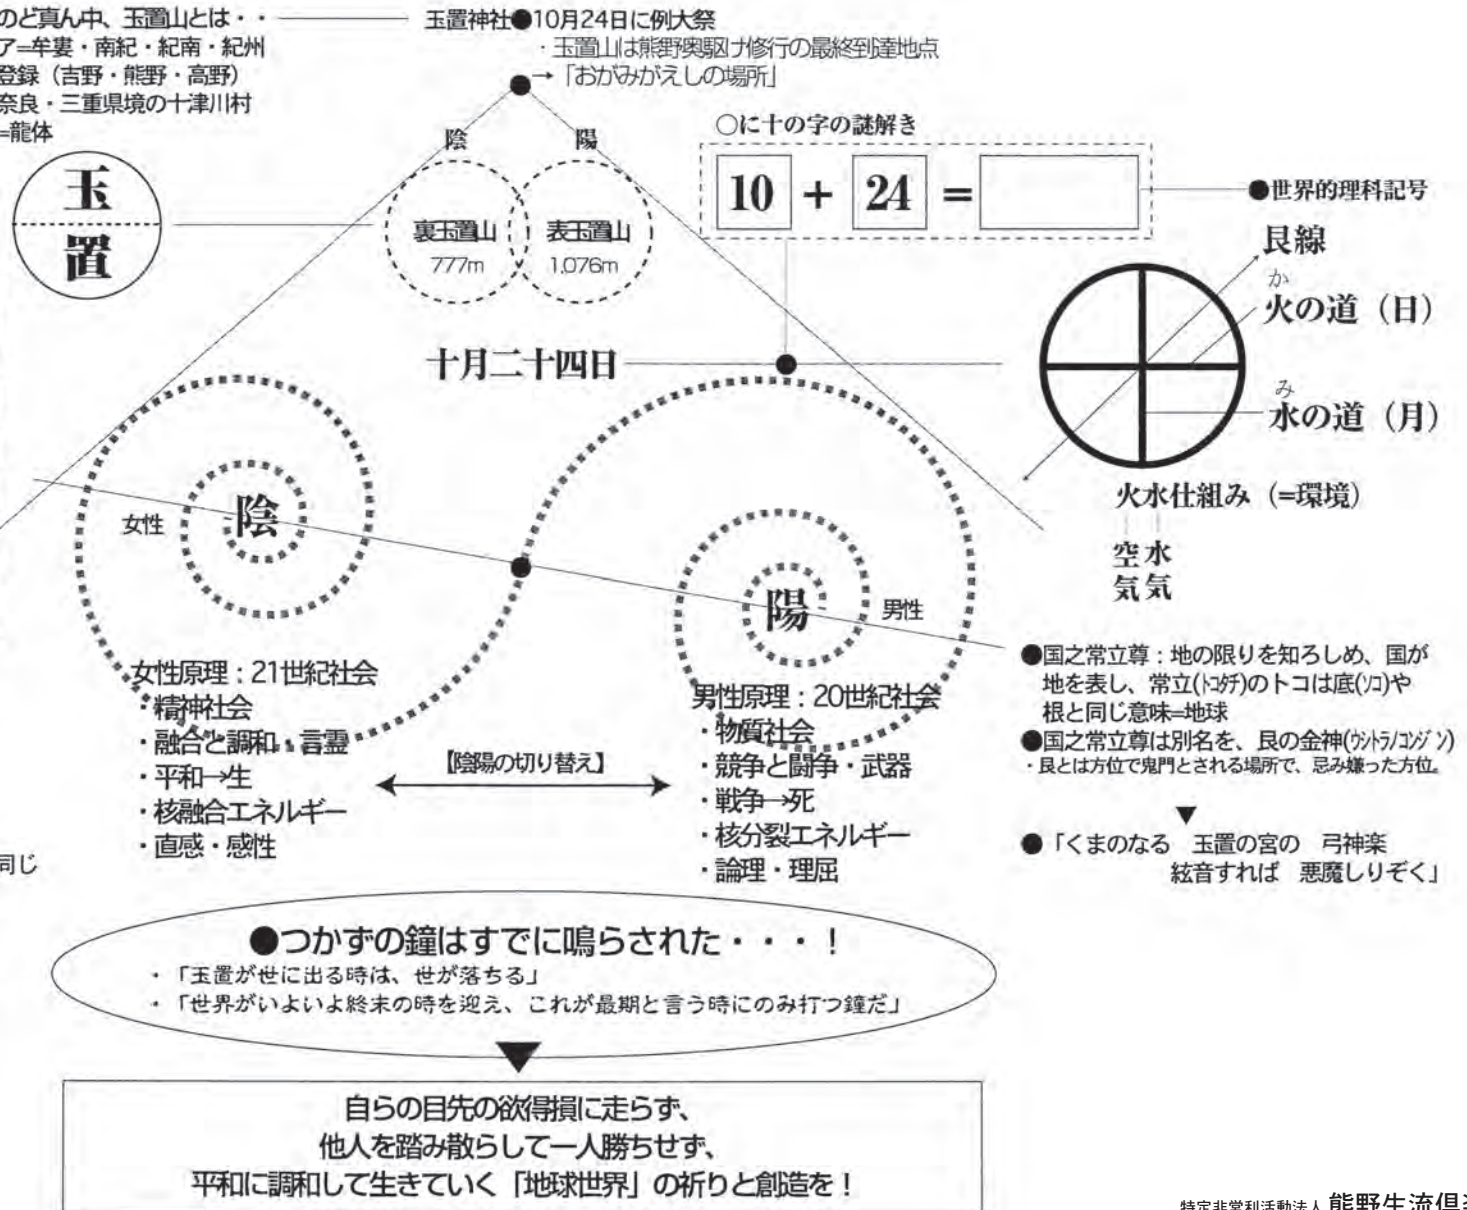 のど真ん中、玉置山とは・・
ア=牟婁・南紀・紀南・紀州
登録（吉野・熊野・高野）
奈良・三重県境の十津川村
=龍体
玉置神社●10月24日に例大祭
・玉置山は熊野奥駆け修行の最終到達地点
→「おがみがえしの場所」
陰
陽
玉
置
裏玉置山
777m
表玉置山
1,076m
○に十の字の謎解き
10 + 24 =
●世界的理科記号
艮線
か
火の道（日）
み
水の道（月）
十月二十四日
火水仕組み（=環境）
空気
水気
女性
陰
陽
男性
女性原理：21世紀社会
・精神社会
・融合と調和・言霊
・平和→生
・核融合エネルギー
・直感・感性
【陰陽の切り替え】
男性原理：20世紀社会
・物質社会
・競争と闘争・武器
・戦争→死
・核分裂エネルギー
・論理・理屈
●国之常立尊：地の限りを知ろしめ、国が
地を表し、常立(ﾄｺﾀﾁ)のトコは底(ｿｺ)や
根と同じ意味=地球
●国之常立尊は別名を、艮の金神(ｳｼﾄﾗﾉｺﾝｼﾞﾝ)
・艮とは方位で鬼門とされる場所で、忌み嫌った方位。
▼
●「くまのなる　玉置の宮の　弓神楽
絃音すれば　悪魔しりぞく」
同じ
●つかずの鐘はすでに鳴らされた・・・！
・「玉置が世に出る時は、世が落ちる」
・「世界がいよいよ終末の時を迎え、これが最期と言う時にのみ打つ鐘だ」
自らの目先の欲得損に走らず、
他人を踏み散らして一人勝ちせず、
平和に調和して生きていく「地球世界」の祈りと創造を！
特定非営利活動法人 熊野生流倶